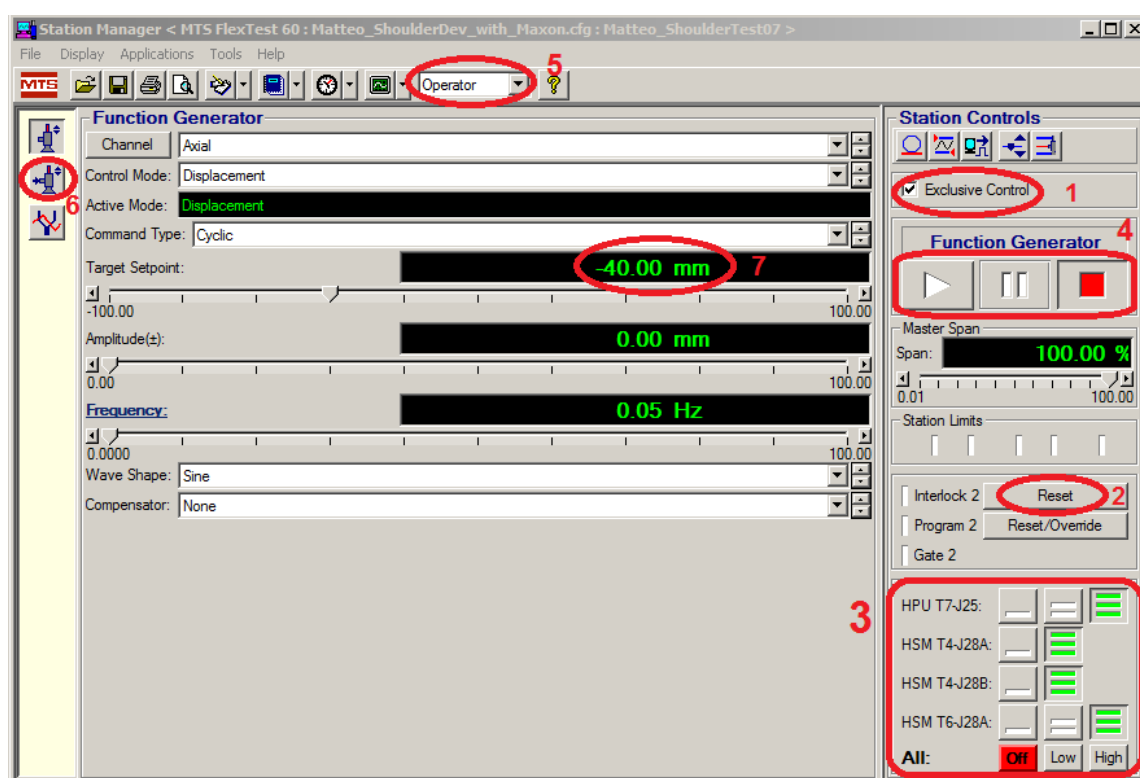 Station Manager < MTS FlexTest 60 : Matteo_ShoulderDev_with_Maxon.cfg : Matteo_ShoulderTest07 >
File Display Applications Tools Help
MTS Operator 5
Function Generator
Channel Axial
Control Mode: Displacement
Active Mode: Displacement
Command Type: Cyclic
Target Setpoint: -40.00 mm 7
-100.00 100.00
Amplitude(±): 0.00 mm
0.00 100.00
Frequency: 0.05 Hz
0.0000 100.00
Wave Shape: Sine
Compensator: None
6
Station Controls
Exclusive Control 1
4
Function Generator
Master Span
Span: 100.00 %
0.01 100.00
Station Limits
Interlock 2 Reset 2
Program 2 Reset/Override
Gate 2
3
HPU T7-J25:
HSM T4-J28A:
HSM T4-J28B:
HSM T6-J28A:
All: Off Low High